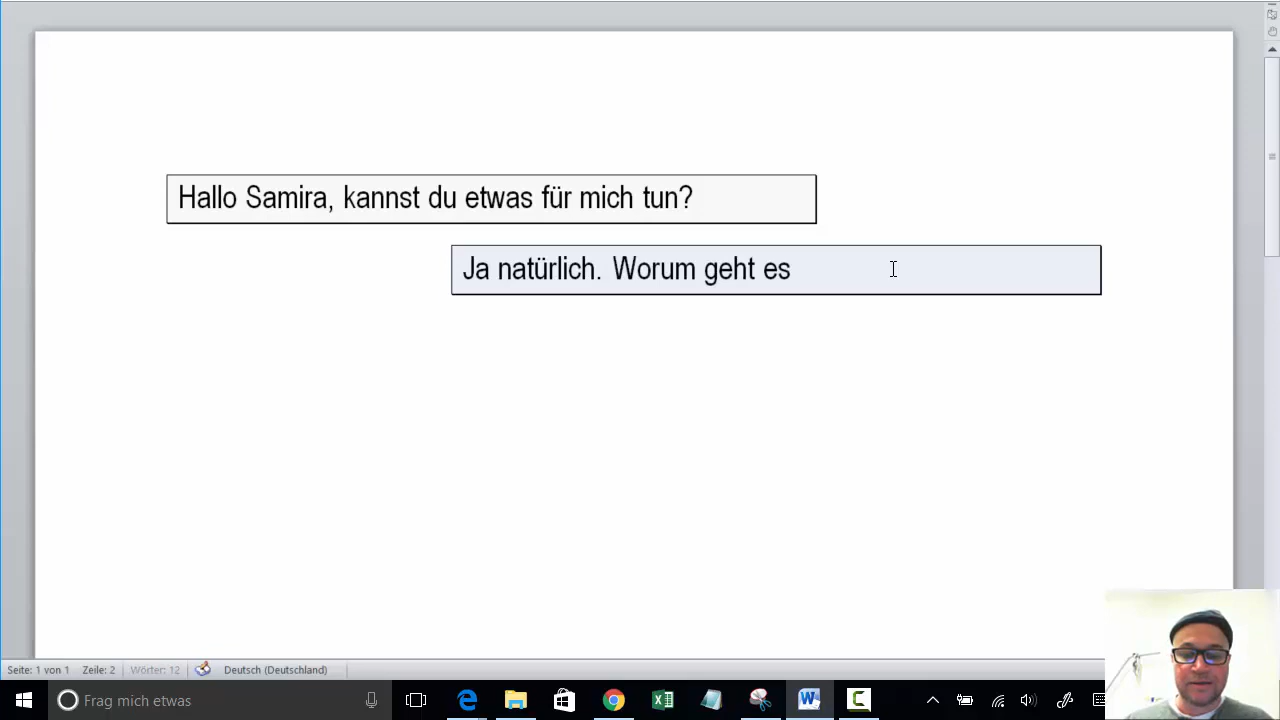 Hallo Samira, kannst du etwas für mich tun?
Ja natürlich. Worum geht es
Seite: 1 von 1 Zeile: 2 Wörter: 12 Deutsch (Deutschland)
Frag mich etwas